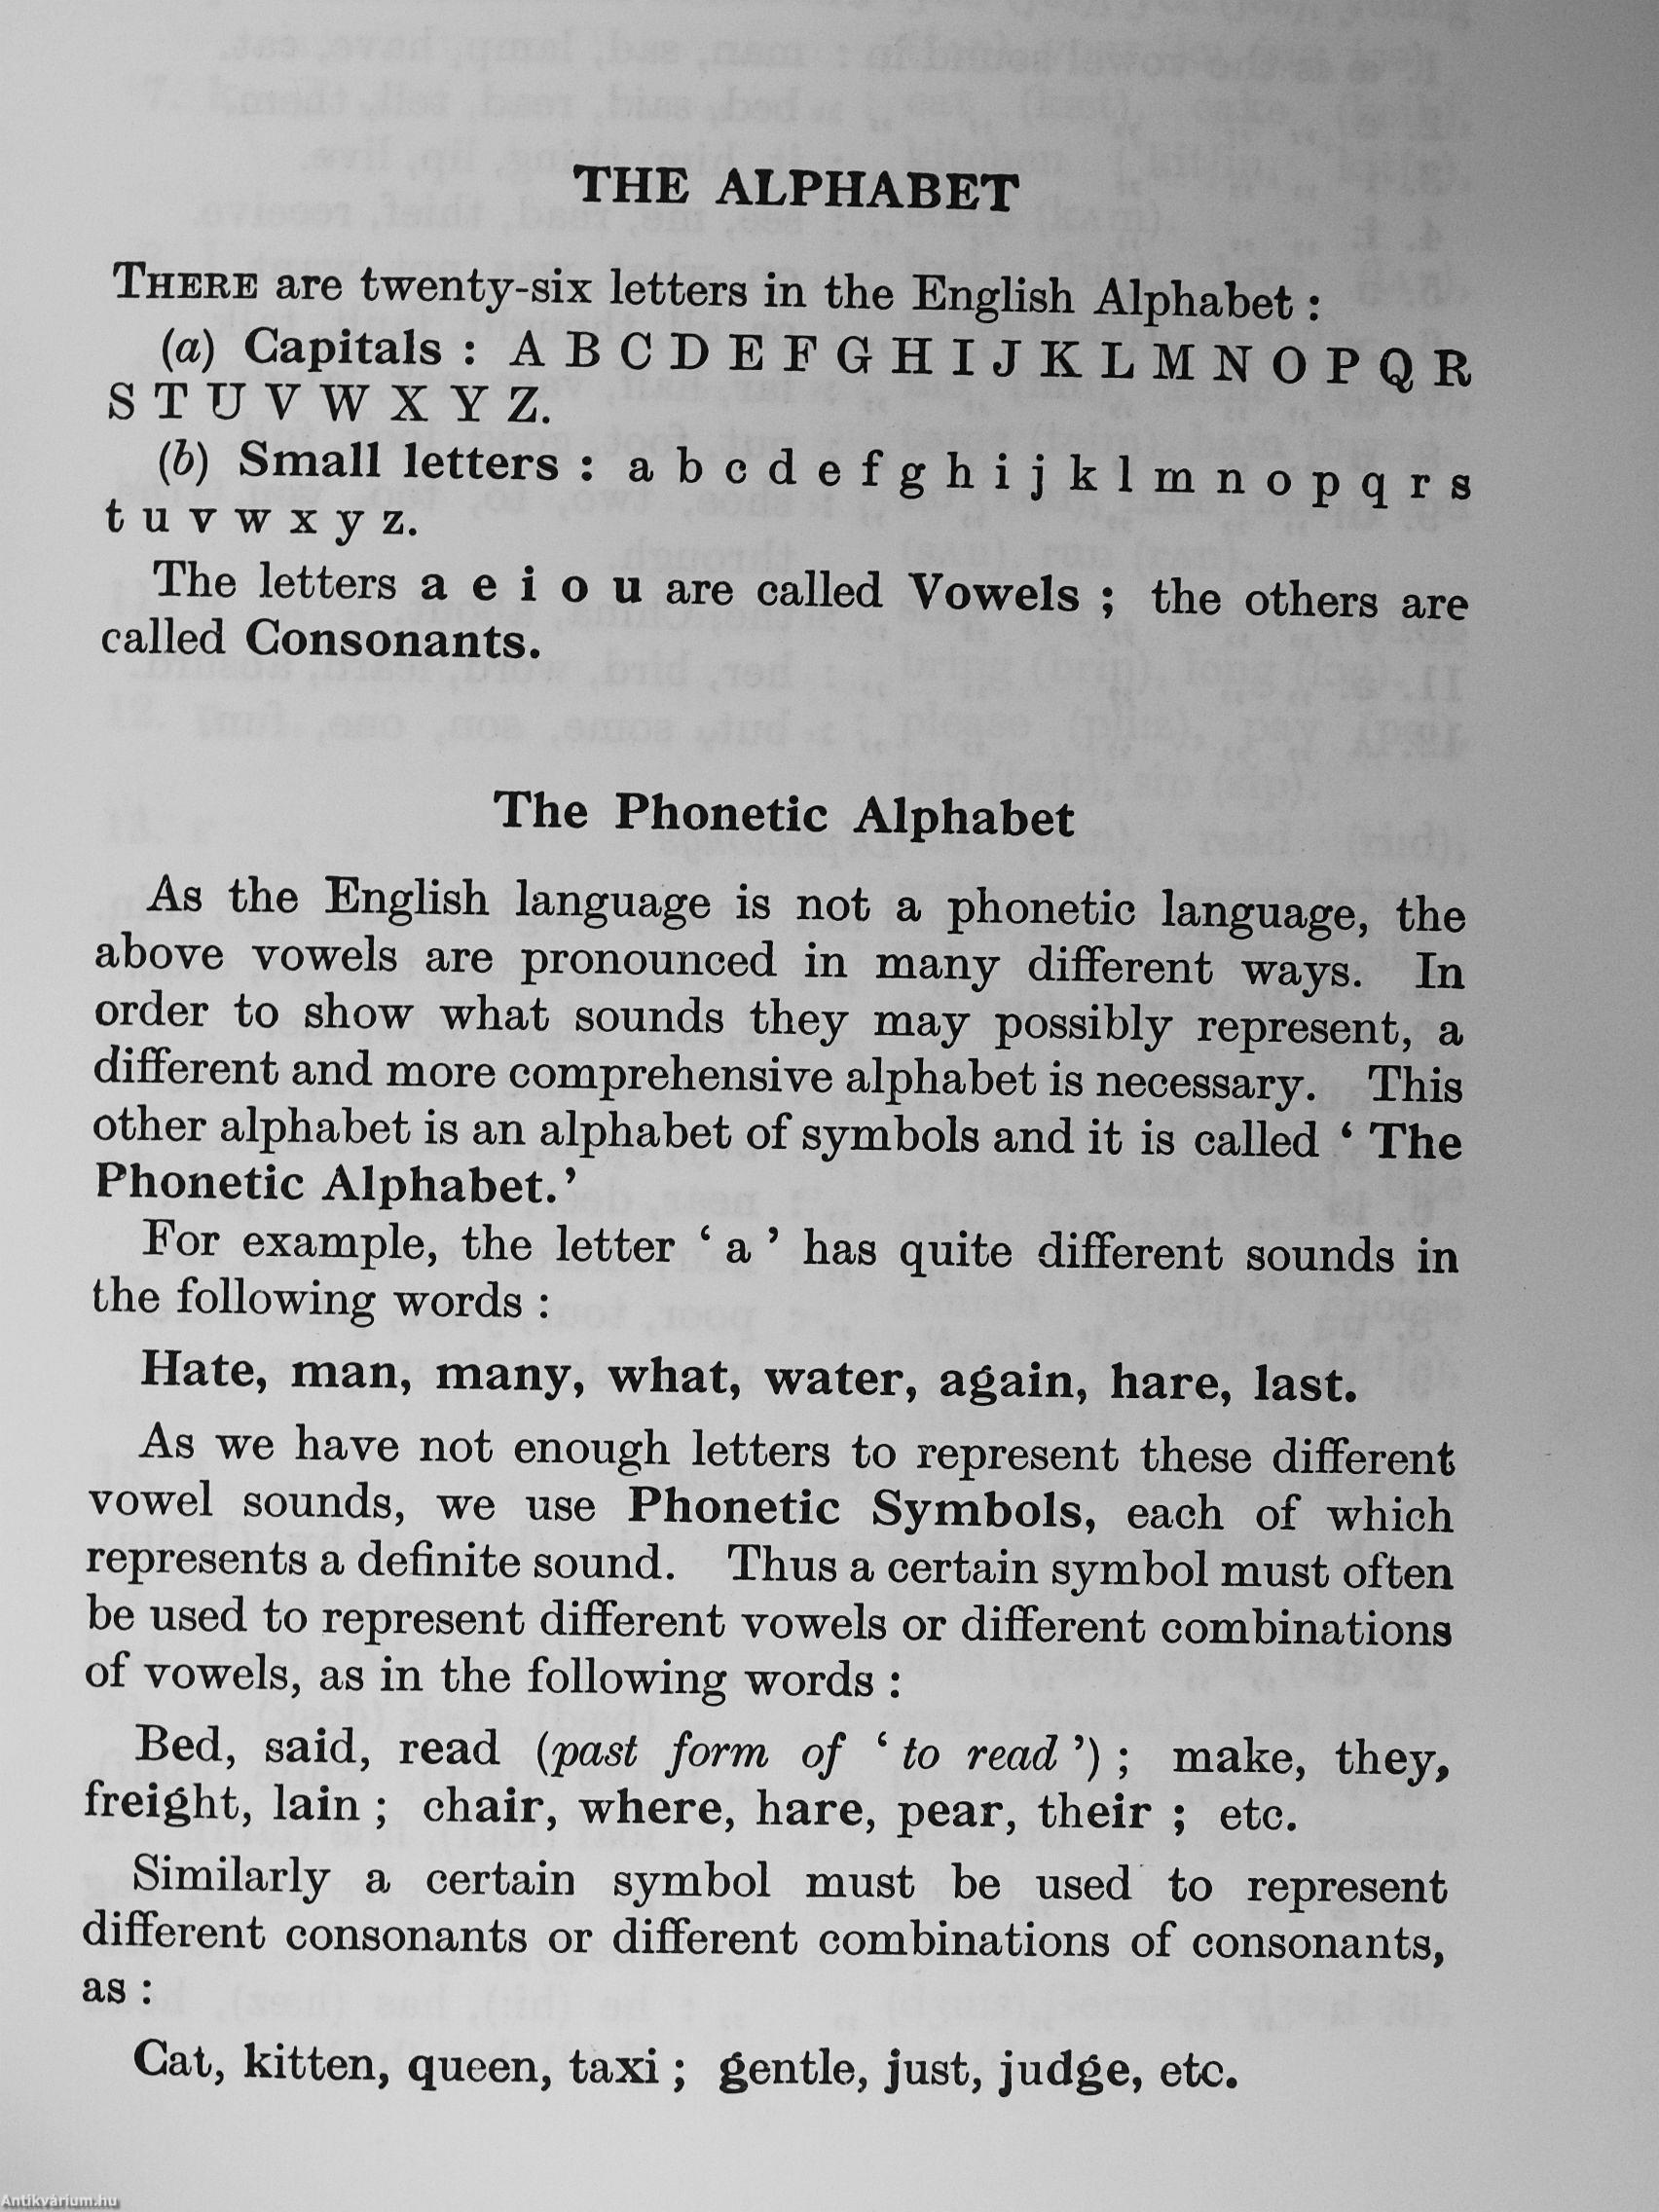 THE ALPHABET
THERE are twenty-six letters in the English Alphabet :
(a) Capitals : A B C D E F G H I J K L M N O P Q R
S T U V W X Y Z.
(b) Small letters : a b c d e f g h i j k l m n o p q r s
t u v w x y z.
The letters a e i o u are called Vowels ; the others are
called Consonants.
The Phonetic Alphabet
As the English language is not a phonetic language, the
above vowels are pronounced in many different ways. In
order to show what sounds they may possibly represent, a
different and more comprehensive alphabet is necessary. This
other alphabet is an alphabet of symbols and it is called ‘ The
Phonetic Alphabet.’
For example, the letter ‘ a ’ has quite different sounds in
the following words :
Hate, man, many, what, water, again, hare, last.
As we have not enough letters to represent these different
vowel sounds, we use Phonetic Symbols, each of which
represents a definite sound. Thus a certain symbol must often
be used to represent different vowels or different combinations
of vowels, as in the following words :
Bed, said, read (past form of ‘ to read ’) ; make, they,
freight, lain ; chair, where, hare, pear, their ; etc.
Similarly a certain symbol must be used to represent
different consonants or different combinations of consonants,
as :
Cat, kitten, queen, taxi ; gentle, just, judge, etc.
Antikvárium.hu